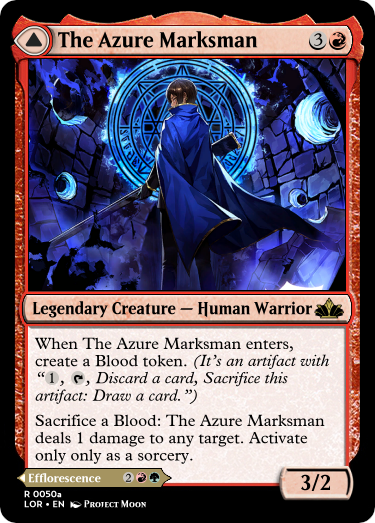 The Azure Marksman 3
Legendary Creature — Human Warrior
When The Azure Marksman enters,
create a Blood token. (It's an artifact with
“1, , Discard a card, Sacrifice this
artifact: Draw a card.”)
Sacrifice a Blood: The Azure Marksman
deals 1 damage to any target. Activate
only only as a sorcery.
Efflorescence 2
3/2
R 0050a
LOR • EN Protect Moon